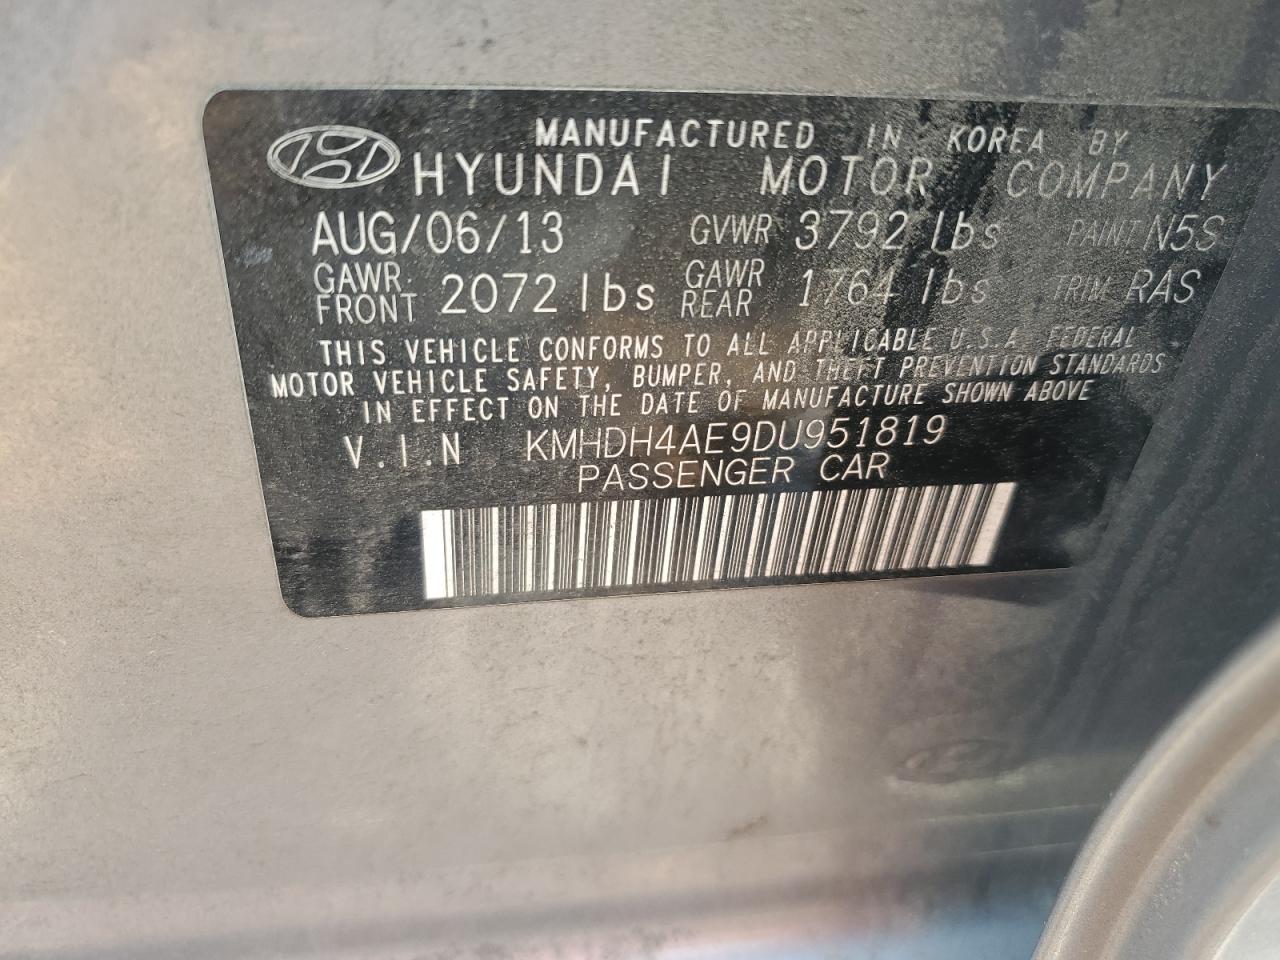 MANUFACTURED IN KOREA BY
HYUNDAI MOTOR COMPANY
AUG/06/13 GVWR 3792 lbs PAINT N5S
GAWR FRONT 2072 lbs GAWR REAR 1764 lbs TRIM RAS
THIS VEHICLE CONFORMS TO ALL APPLICABLE U.S.A. FEDERAL
MOTOR VEHICLE SAFETY, BUMPER, AND THEFT PREVENTION STANDARDS
IN EFFECT ON THE DATE OF MANUFACTURE SHOWN ABOVE
V.I.N KMHDH4AE9DU951819
PASSENGER CAR